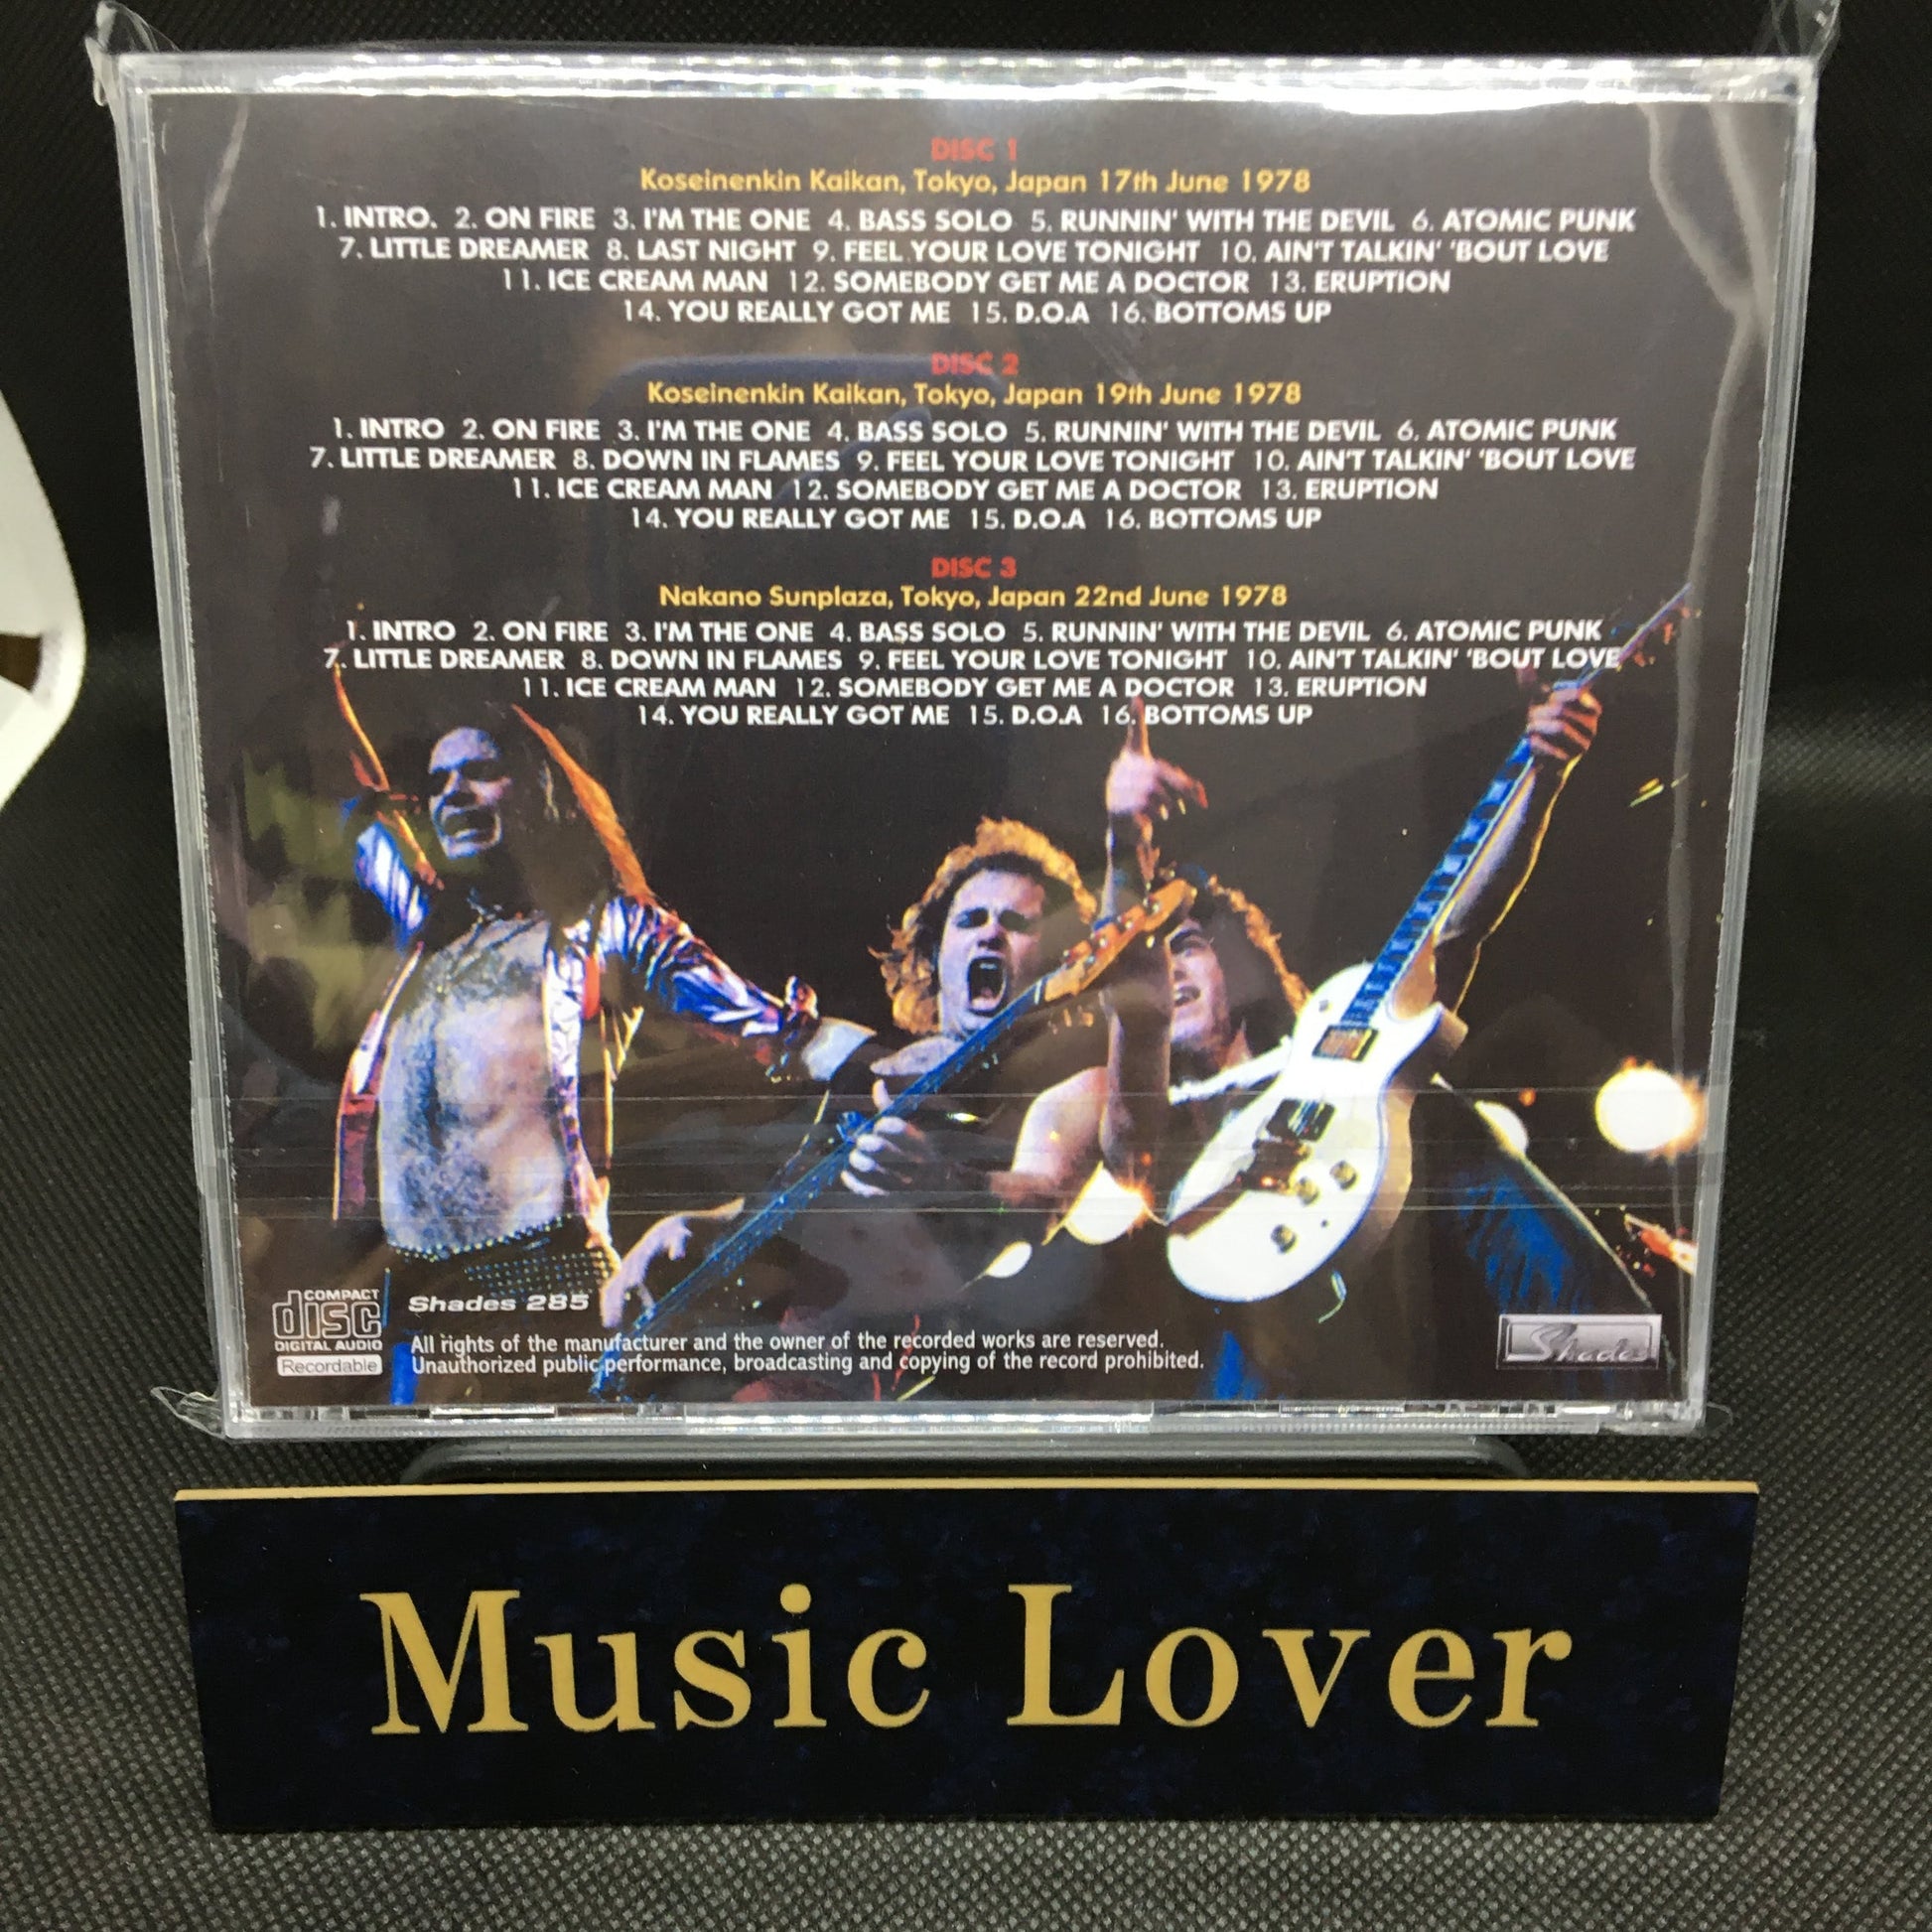 DISC 1
Koseinenkin Kaikan, Tokyo, Japan 17th June 1978
1. INTRO. 2. ON FIRE 3. I'M THE ONE 4. BASS SOLO 5. RUNNIN' WITH THE DEVIL 6. ATOMIC PUNK
7. LITTLE DREAMER 8. LAST NIGHT 9. FEEL YOUR LOVE TONIGHT 10. AIN'T TALKIN' 'BOUT LOVE
11. ICE CREAM MAN 12. SOMEBODY GET ME A DOCTOR 13. ERUPTION
14. YOU REALLY GOT ME 15. D.O.A 16. BOTTOMS UP
DISC 2
Koseinenkin Kaikan, Tokyo, Japan 19th June 1978
1. INTRO 2. ON FIRE 3. I'M THE ONE 4. BASS SOLO 5. RUNNIN' WITH THE DEVIL 6. ATOMIC PUNK
7. LITTLE DREAMER 8. DOWN IN FLAMES 9. FEEL YOUR LOVE TONIGHT 10. AIN'T TALKIN' 'BOUT LOVE
11. ICE CREAM MAN 12. SOMEBODY GET ME A DOCTOR 13. ERUPTION
14. YOU REALLY GOT ME 15. D.O.A 16. BOTTOMS UP
DISC 3
Nakano Sunplaza, Tokyo, Japan 22nd June 1978
1. INTRO 2. ON FIRE 3. I'M THE ONE 4. BASS SOLO 5. RUNNIN' WITH THE DEVIL 6. ATOMIC PUNK
7. LITTLE DREAMER 8. DOWN IN FLAMES 9. FEEL YOUR LOVE TONIGHT 10. AIN'T TALKIN' 'BOUT LOVE
11. ICE CREAM MAN 12. SOMEBODY GET ME A DOCTOR 13. ERUPTION
14. YOU REALLY GOT ME 15. D.O.A 16. BOTTOMS UP
COMPACT
disc
DIGITAL AUDIO
Recordable
Shades 285
All rights of the manufacturer and the owner of the recorded works are reserved.
Unauthorized public performance, broadcasting and copying of the record prohibited.
Shades
Music Lover